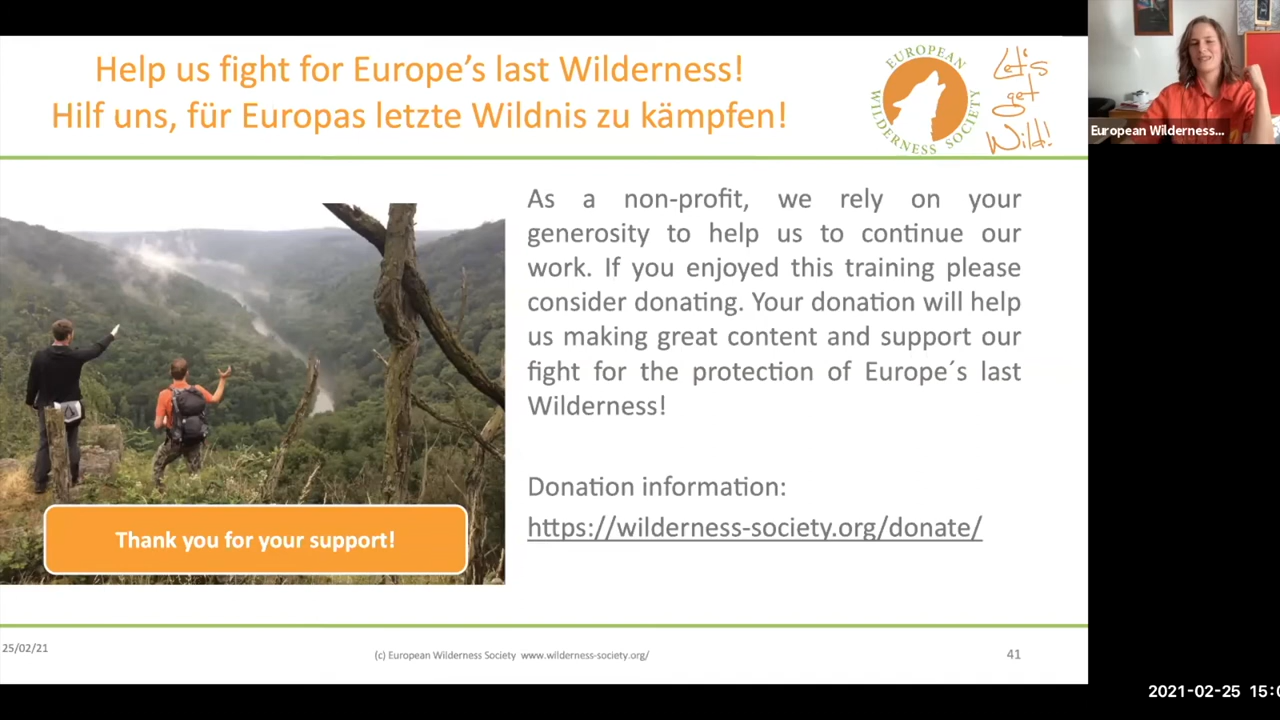 Help us fight for Europe's last Wilderness!
Hilf uns, für Europas letzte Wildnis zu kämpfen!
EUROPEAN WILDERNESS SOCIETY
Let's
get
Wild!
European Wilderness...
As a non-profit, we rely on your
generosity to help us to continue our
work. If you enjoyed this training please
consider donating. Your donation will help
us making great content and support our
fight for the protection of Europe´s last
Wilderness!
Donation information:
https://wilderness-society.org/donate/
Thank you for your support!
25/02/21
(c) European Wilderness Society www.wilderness-society.org/
41
2021-02-25 15:0